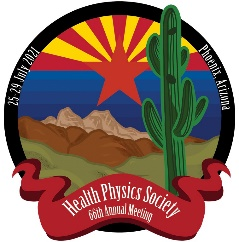 25-29 July 2021
Phoenix, Arizona
Health Physics Society
66th Annual Meeting